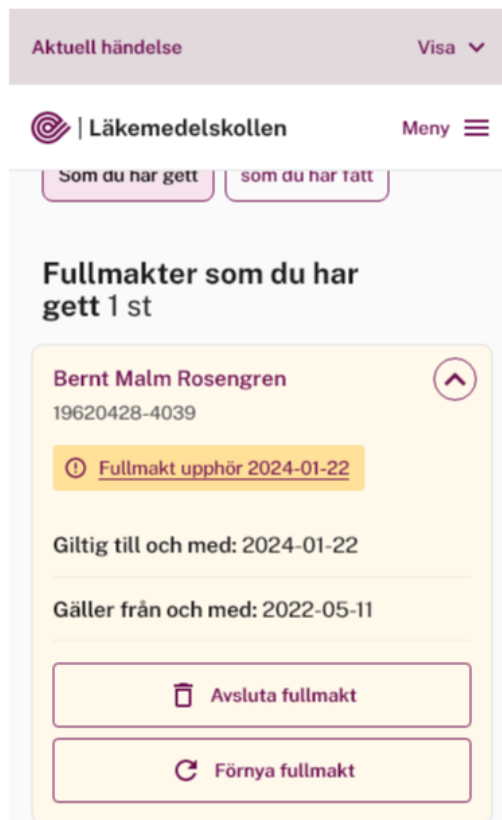 Aktuell händelse
Visa
| Läkemedelskollen
Meny
Som du har gett
som du har fått
Fullmakter som du har
gett 1 st
Bernt Malm Rosengren
19620428-4039
Fullmakt upphör 2024-01-22
Giltig till och med: 2024-01-22
Gäller från och med: 2022-05-11
Avsluta fullmakt
Förnya fullmakt